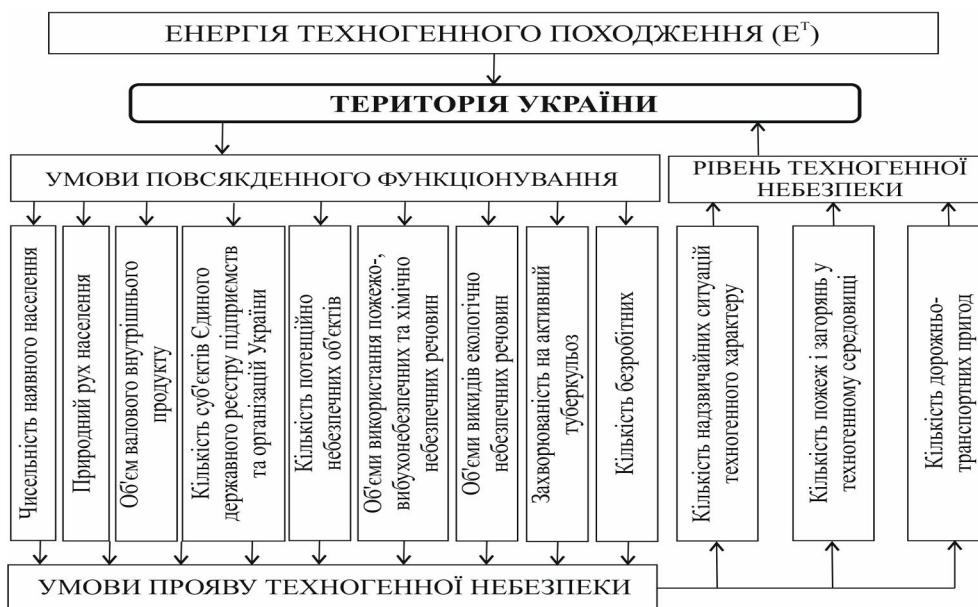 ЕНЕРГІЯ ТЕХНОГЕННОГО ПОХОДЖЕННЯ (Eᵀ)
ТЕРИТОРІЯ УКРАЇНИ
УМОВИ ПОВСЯКДЕННОГО ФУНКЦІОНУВАННЯ
РІВЕНЬ ТЕХНОГЕННОЇ
НЕБЕЗПЕКИ
Чисельність наявного населення
Природний рух населення
Об'єм валового внутрішнього
продукту
Кількість суб'єктів Єдиного
державного реєстру підприємств
та організацій України
Кількість потенційно
небезпечних об'єктів
Об'єми використання пожежо-,
вибухонебезпечних та хімічно
небезпечних речовин
Об'єми викидів екологічно
небезпечних речовин
Захворюваність на активний
туберкульоз
Кількість безробітних
Кількість надзвичайних ситуацій
техногенного характеру
Кількість пожеж і загорянь у
техногенному середовищі
Кількість дорожньо-
транспортних пригод
УМОВИ ПРОЯВУ ТЕХНОГЕННОЇ НЕБЕЗПЕКИ